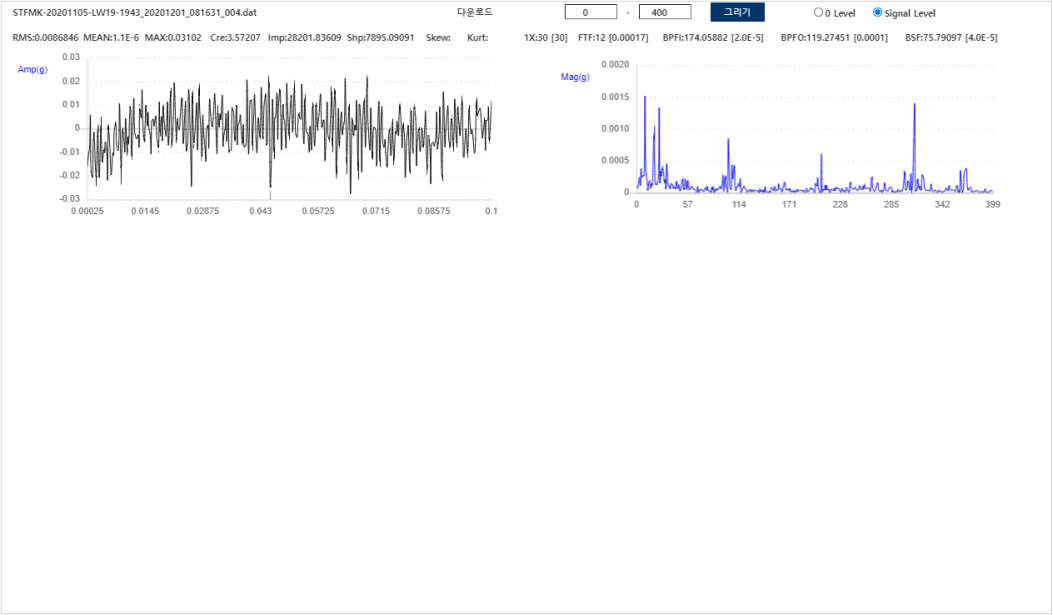 STFMK-20201105-LW19-1943_20201201_081631_004.dat 다운로드 0 - 400 그리기 0 Level Signal Level
RMS:0.0086846 MEAN:1.1E-6 MAX:0.03102 Cre:3.57207 Imp:28201.83609 Shp:7895.09091 Skew: Kurt: 1X:30 [30] FTF:12 [0.00017] BPFI:174.05882 [2.0E-5] BPFO:119.27451 [0.0001] BSF:75.79097 [4.0E-5]
Amp(g)
0.03
0.02
0.01
0
-0.01
-0.02
-0.03
0.00025 0.0145 0.02875 0.043 0.05725 0.0715 0.08575 0.1
Mag(g)
0.0020
0.0015
0.0010
0.0005
0
0 57 114 171 228 285 342 399